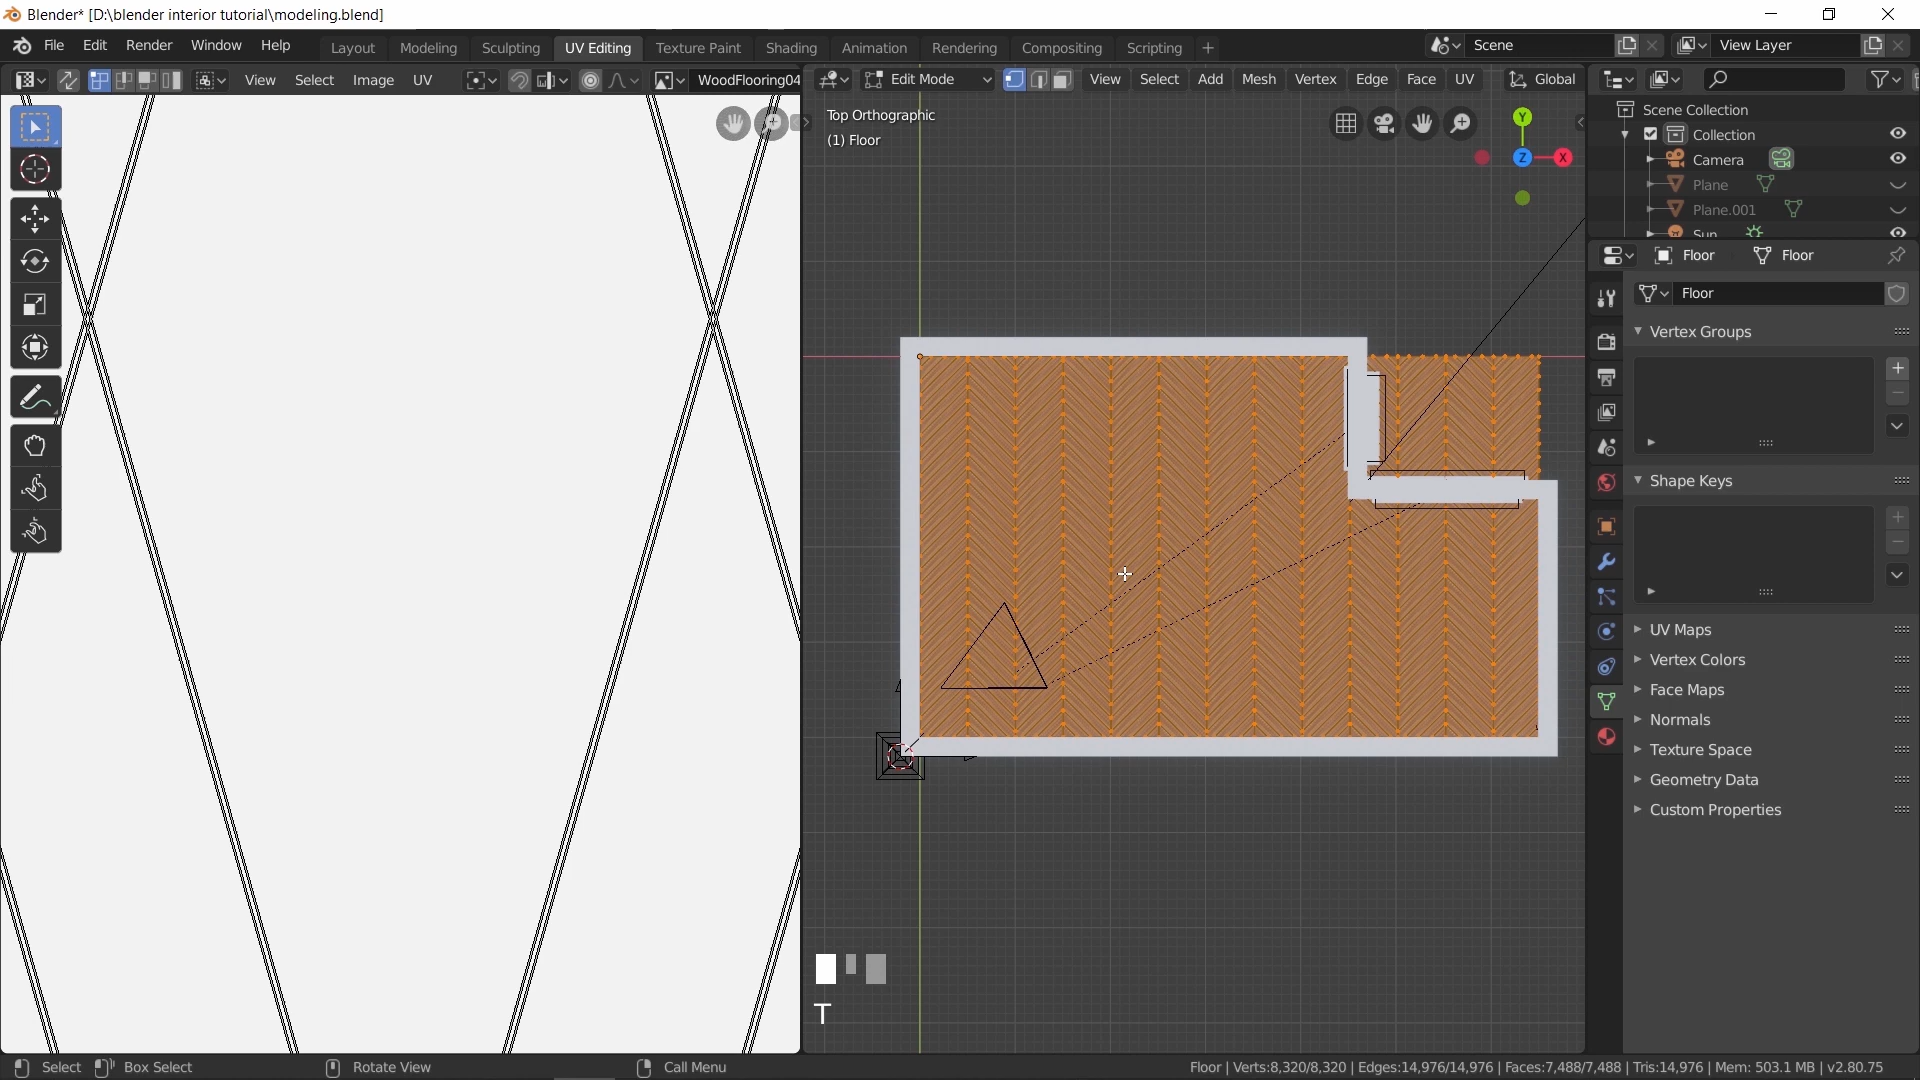 Blender* [D:\blender interior tutorial\modeling.blend]
File Edit Render Window Help
Layout Modeling Sculpting UV Editing Texture Paint Shading Animation Rendering Compositing Scripting +
Scene
View Layer
View Select Image UV
WoodFlooring04
Edit Mode
View Select Add Mesh Vertex Edge Face UV
Global
Top Orthographic
(1) Floor
Y
Z
X
Scene Collection
Collection
Camera
Plane
Plane.001
Sun
Floor
Floor
Floor
Vertex Groups
Shape Keys
UV Maps
Vertex Colors
Face Maps
Normals
Texture Space
Geometry Data
Custom Properties
T
Select
Box Select
Rotate View
Call Menu
Floor | Verts:8,320/8,320 | Edges:14,976/14,976 | Faces:7,488/7,488 | Tris:14,976 | Mem: 503.1 MB | v2.80.75